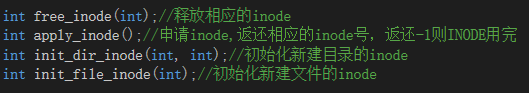 int free_inode(int);//释放相应的inode
int apply_inode();//申请inode,返还相应的inode号，返还-1则INODE用完
int init_dir_inode(int, int);//初始化新建目录的inode
int init_file_inode(int);//初始化新建文件的inode